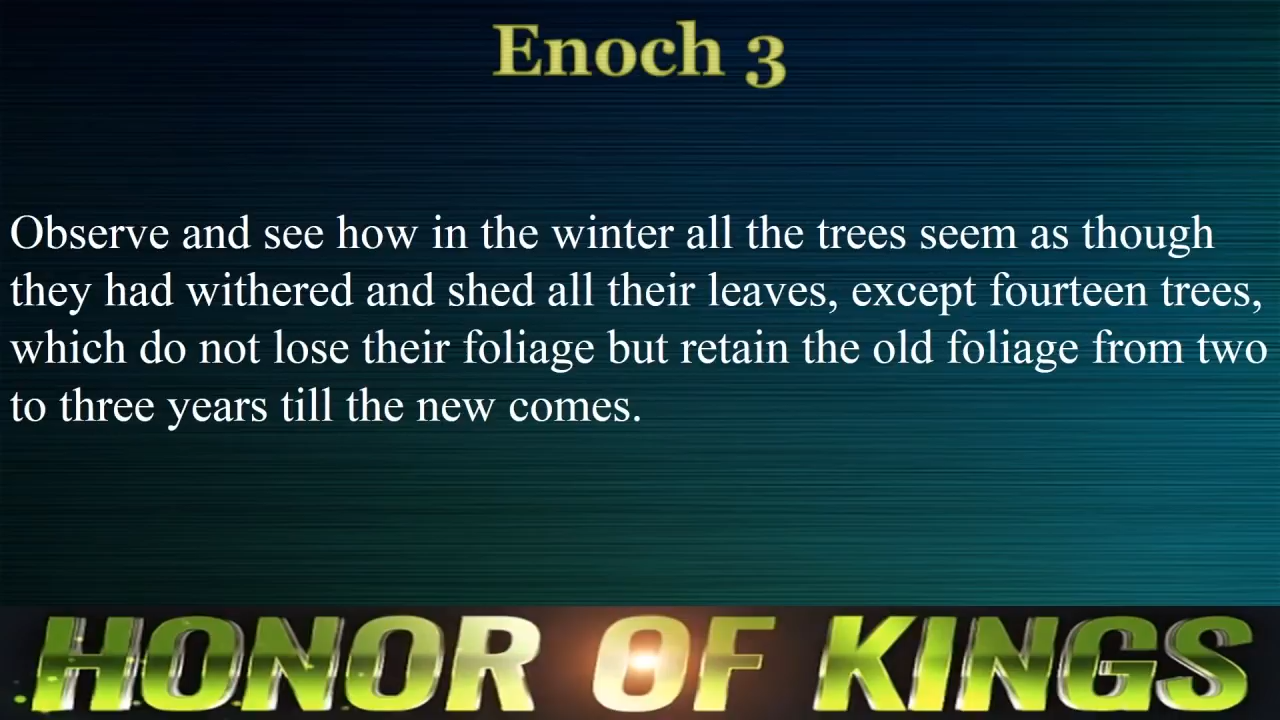 Enoch 3
Observe and see how in the winter all the trees seem as though
they had withered and shed all their leaves, except fourteen trees,
which do not lose their foliage but retain the old foliage from two
to three years till the new comes.
HONOR OF KINGS